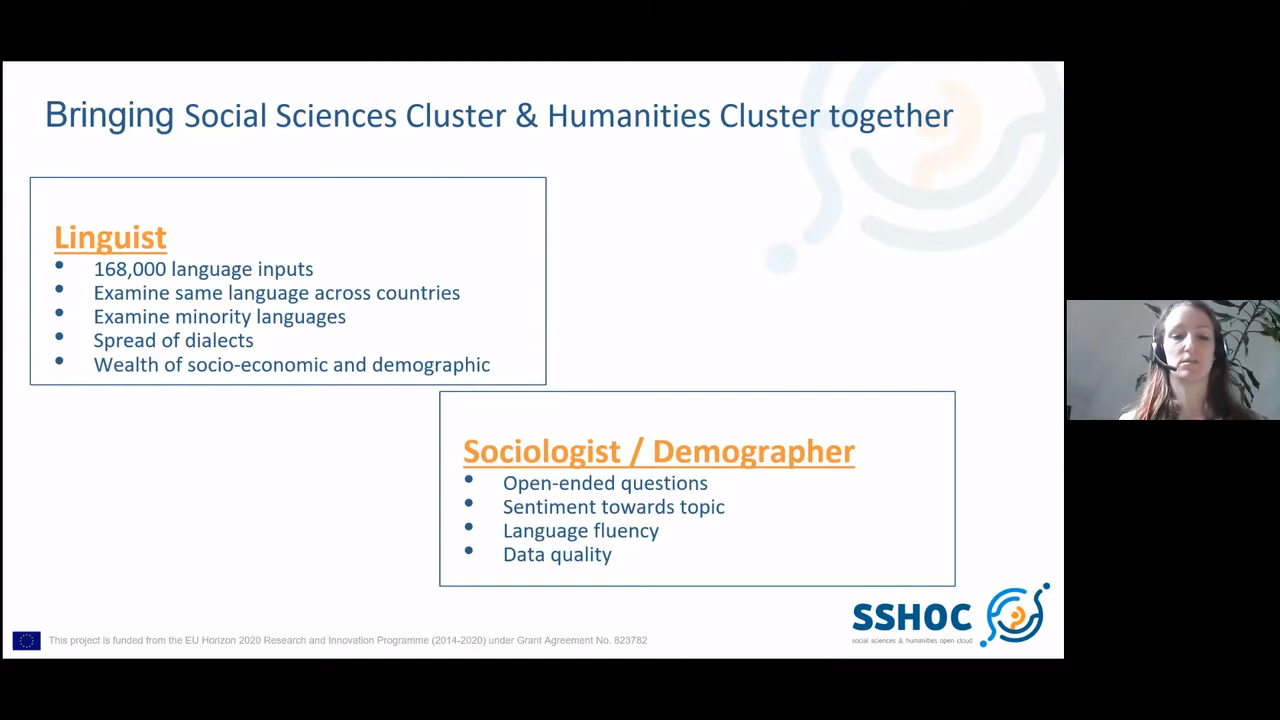 Bringing Social Sciences Cluster & Humanities Cluster together
Linguist
• 168,000 language inputs
• Examine same language across countries
• Examine minority languages
• Spread of dialects
• Wealth of socio-economic and demographic
Sociologist / Demographer
• Open-ended questions
• Sentiment towards topic
• Language fluency
• Data quality
SSHOC
social sciences & humanities open cloud
This project is funded from the EU Horizon 2020 Research and Innovation Programme (2014-2020) under Grant Agreement No. 823782